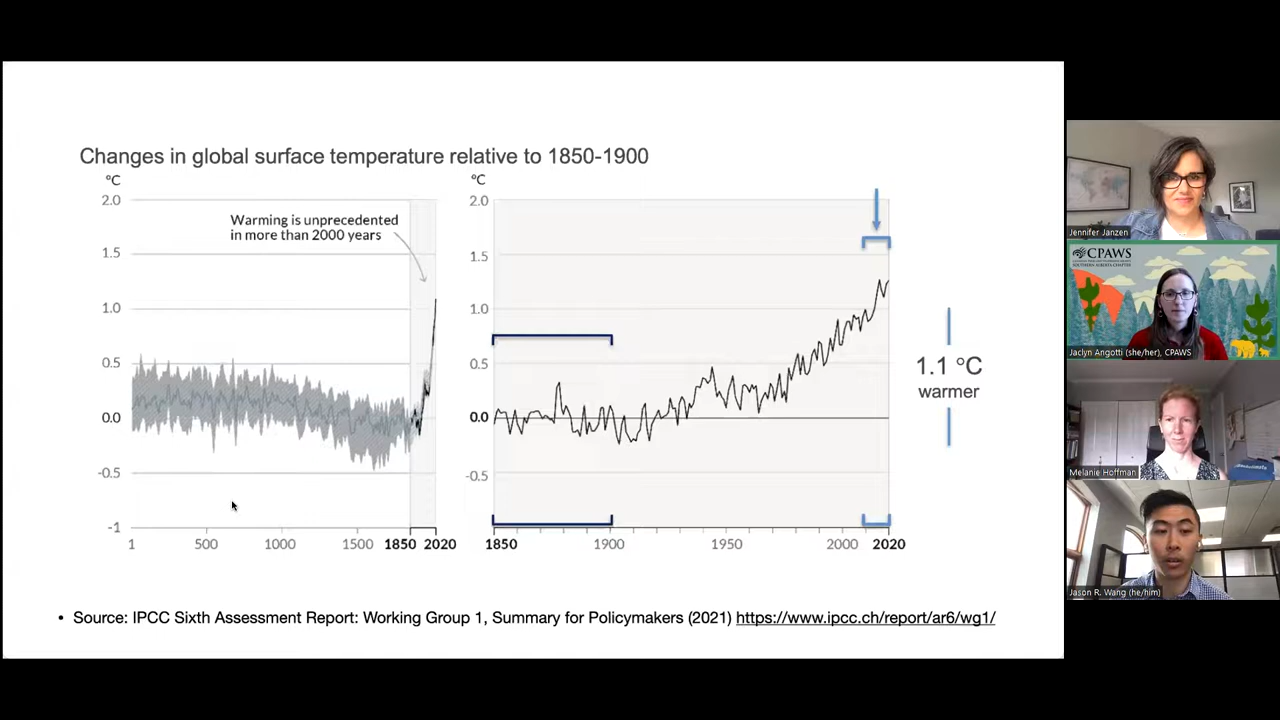 Changes in global surface temperature relative to 1850-1900
°C
2.0
1.5
1.0
0.5
0.0
-0.5
-1
Warming is unprecedented
in more than 2000 years
1 500 1000 1500 1850 2020
°C
2.0
1.5
1.0
0.5
0.0
-0.5
1850 1900 1950 2000 2020
1.1 °C
warmer
• Source: IPCC Sixth Assessment Report: Working Group 1, Summary for Policymakers (2021) https://www.ipcc.ch/report/ar6/wg1/
Jennifer Janzen
CPAWS
SOUTHERN ALBERTA CHAPTER
Jaclyn Angotti (she/her), CPAWS
Melanie Hoffman
Jason R. Wang (he/him)